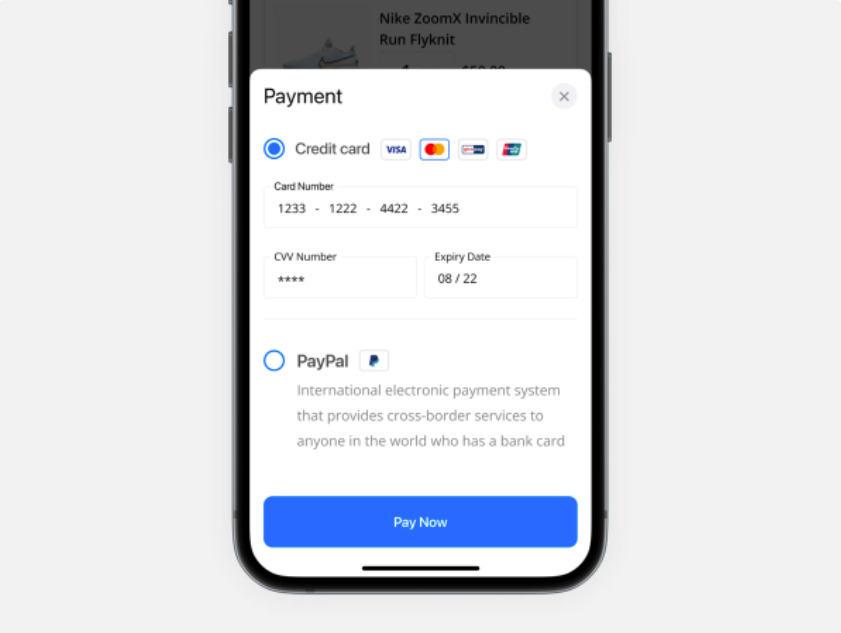 Nike ZoomX Invincible
Run Flyknit
Payment
Credit card VISA
Card Number
1233 - 1222 - 4422 - 3455
CVV Number
****
Expiry Date
08 / 22
PayPal
International electronic payment system
that provides cross-border services to
anyone in the world who has a bank card
Pay Now